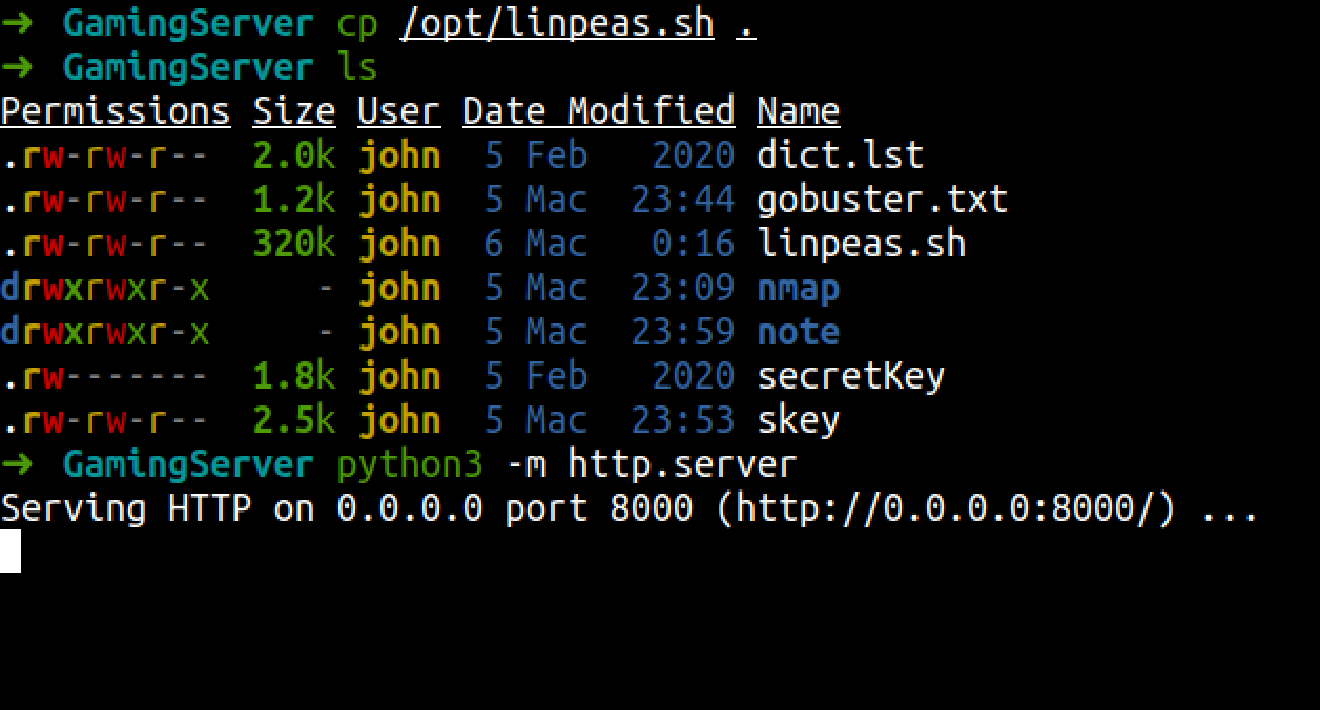 ➜ GamingServer cp /opt/linpeas.sh .
➜ GamingServer ls
Permissions Size User Date Modified Name
.rw-rw-r-- 2.0k john 5 Feb 2020 dict.lst
.rw-rw-r-- 1.2k john 5 Mac 23:44 gobuster.txt
.rw-rw-r-- 320k john 6 Mac 0:16 linpeas.sh
drwxrwxr-x - john 5 Mac 23:09 nmap
drwxrwxr-x - john 5 Mac 23:59 note
.rw------- 1.8k john 5 Feb 2020 secretKey
.rw-rw-r-- 2.5k john 5 Mac 23:53 skey
➜ GamingServer python3 -m http.server
Serving HTTP on 0.0.0.0 port 8000 (http://0.0.0.0:8000/) ...